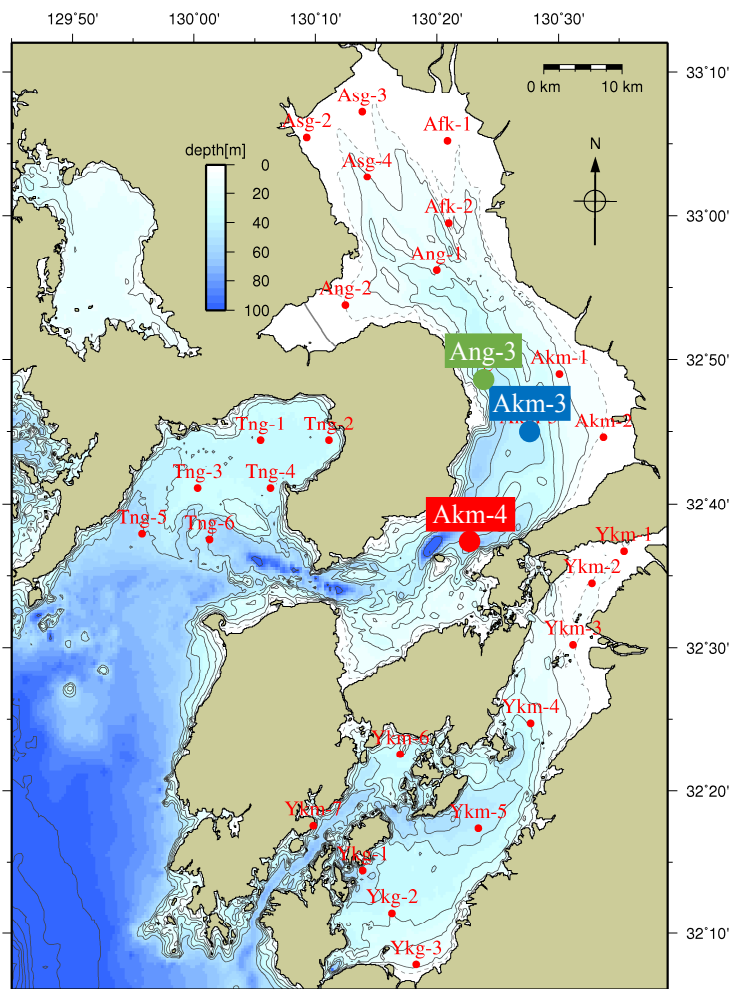 129˚50' 130˚00' 130˚10' 130˚20' 130˚30'
33˚10'
0 km 10 km
Asg-3
Asg-2
Afk-1
N
depth[m]
0
20
40
60
80
100
Asg-4
Afk-2
33˚00'
Ang-1
Ang-2
32˚50'
Ang-3
Akm-1
Akm-3
Akm-2
Tng-1
Tng-2
Tng-3
Tng-4
32˚40'
Akm-4
Tng-5
Tng-6
Ykm-1
Ykm-2
Ykm-3
32˚30'
Ykm-4
Ykm-6
32˚20'
Ykm-7
Ykm-5
Ykg-1
Ykg-2
32˚10'
Ykg-3